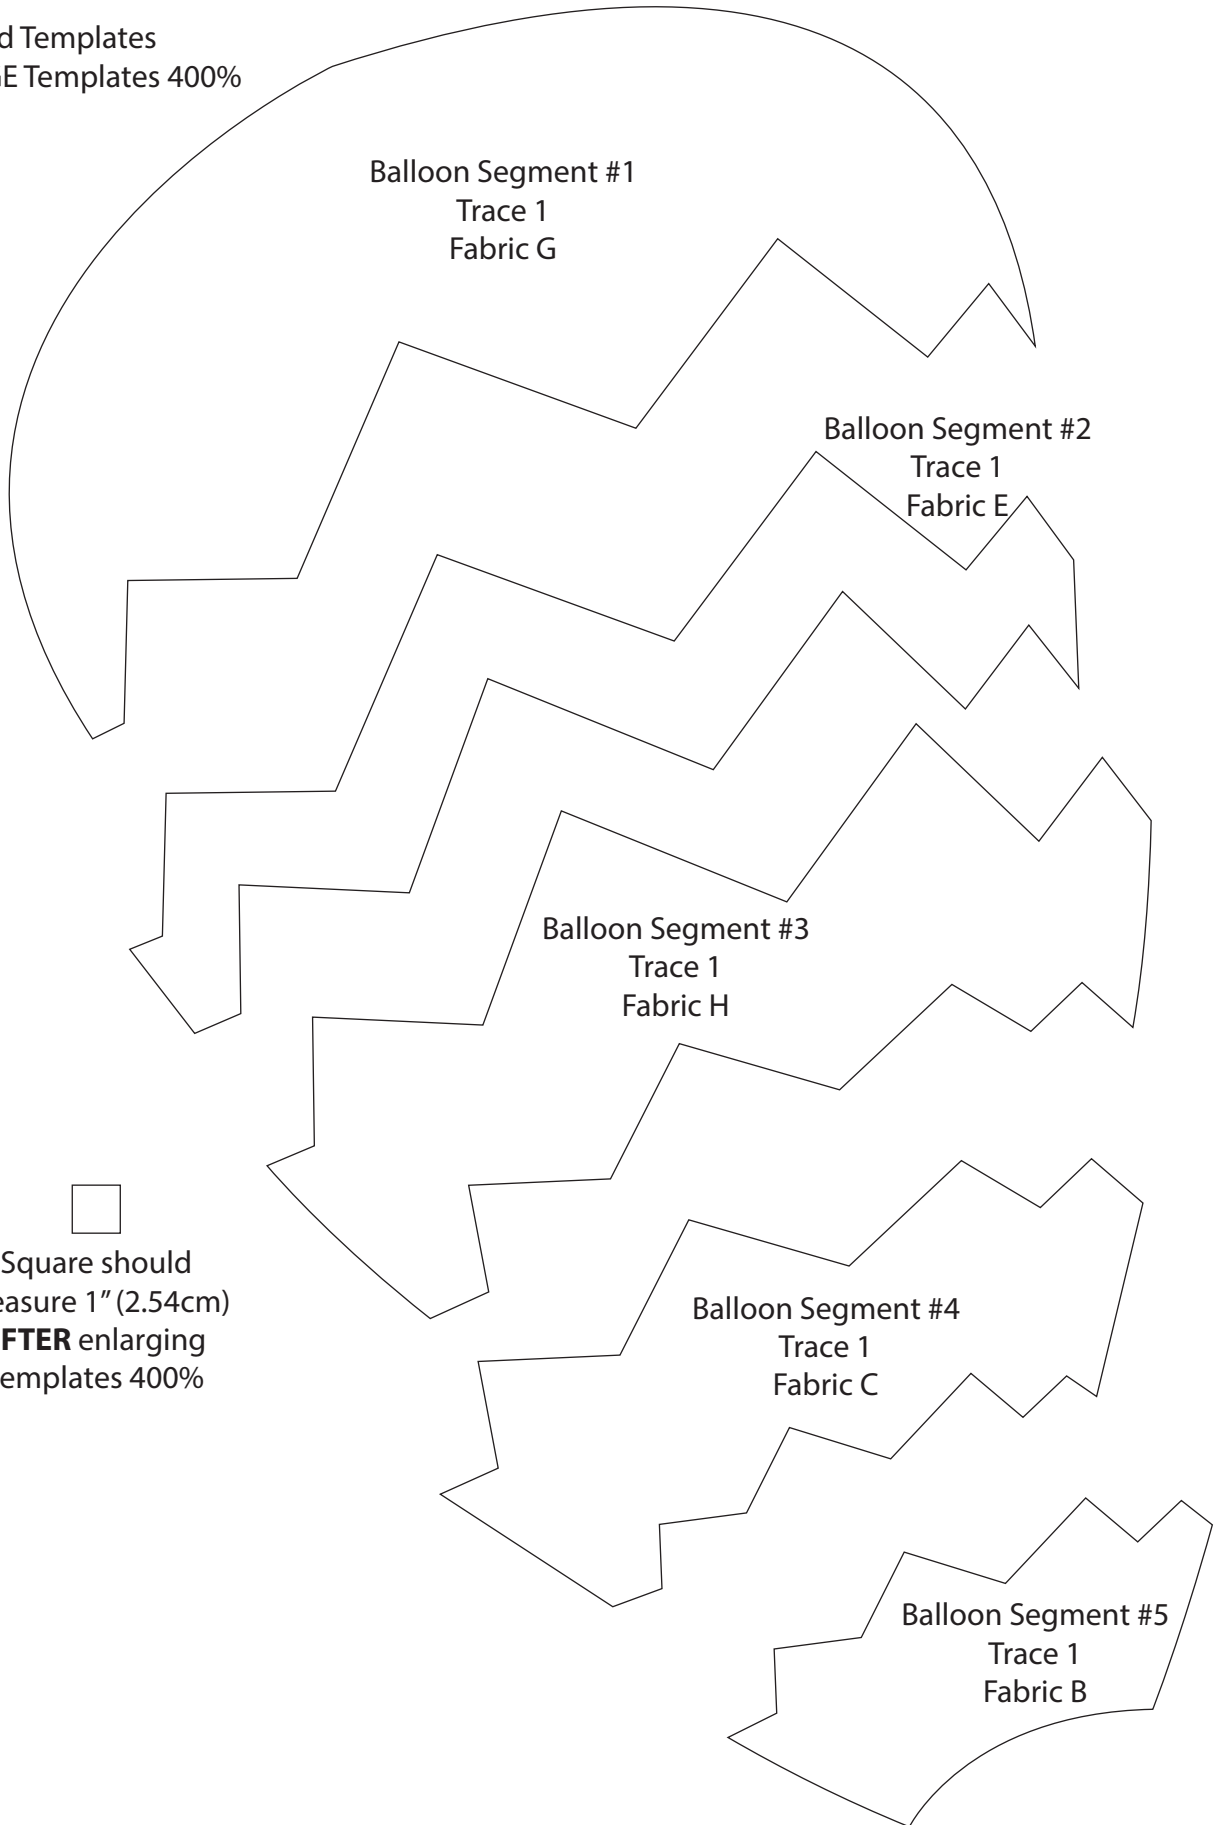 d Templates
E Templates 400%
Balloon Segment #1
Trace 1
Fabric G
Balloon Segment #2
Trace 1
Fabric E
Balloon Segment #3
Trace 1
Fabric H
Square should
easure 1” (2.54cm)
FTER enlarging
emplates 400%
Balloon Segment #4
Trace 1
Fabric C
Balloon Segment #5
Trace 1
Fabric B